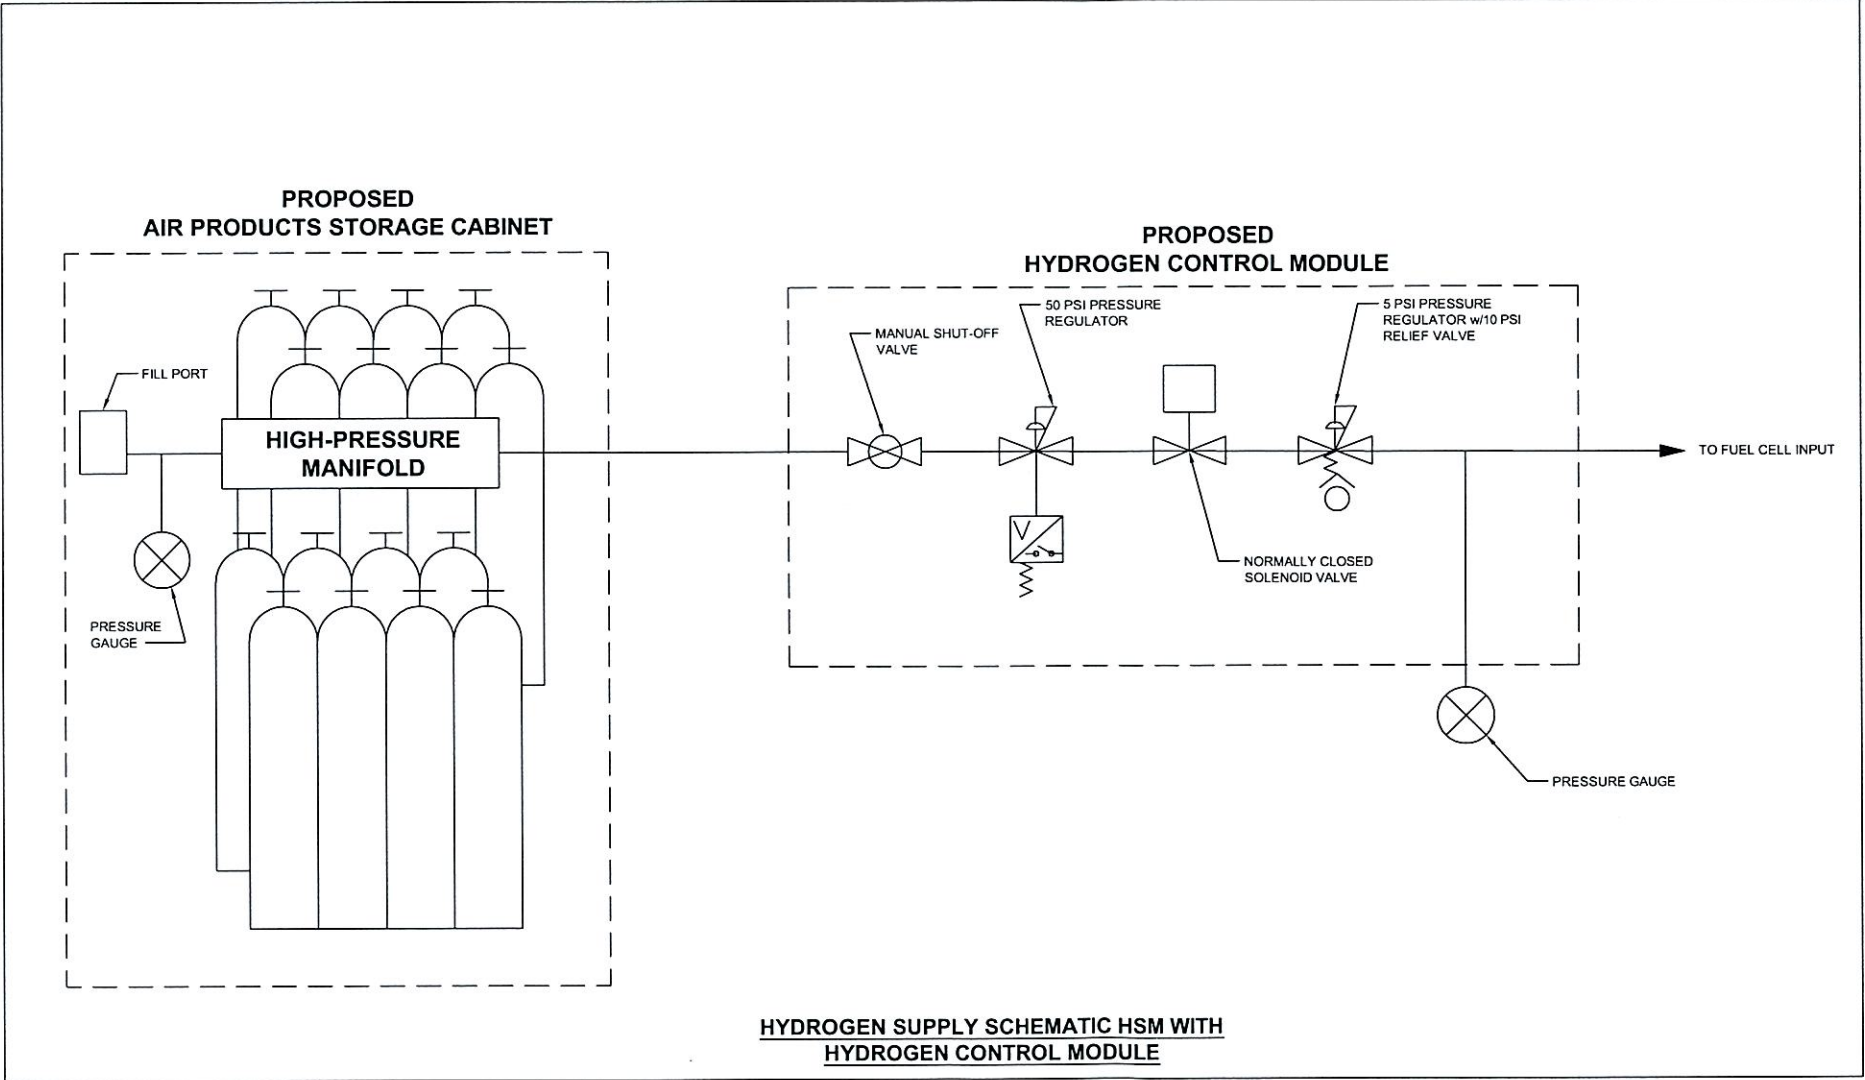 PROPOSED
AIR PRODUCTS STORAGE CABINET
FILL PORT
HIGH-PRESSURE
MANIFOLD
PRESSURE
GAUGE
PROPOSED
HYDROGEN CONTROL MODULE
MANUAL SHUT-OFF
VALVE
50 PSI PRESSURE
REGULATOR
5 PSI PRESSURE
REGULATOR w/10 PSI
RELIEF VALVE
V
NORMALLY CLOSED
SOLENOID VALVE
TO FUEL CELL INPUT
PRESSURE GAUGE
HYDROGEN SUPPLY SCHEMATIC HSM WITH
HYDROGEN CONTROL MODULE